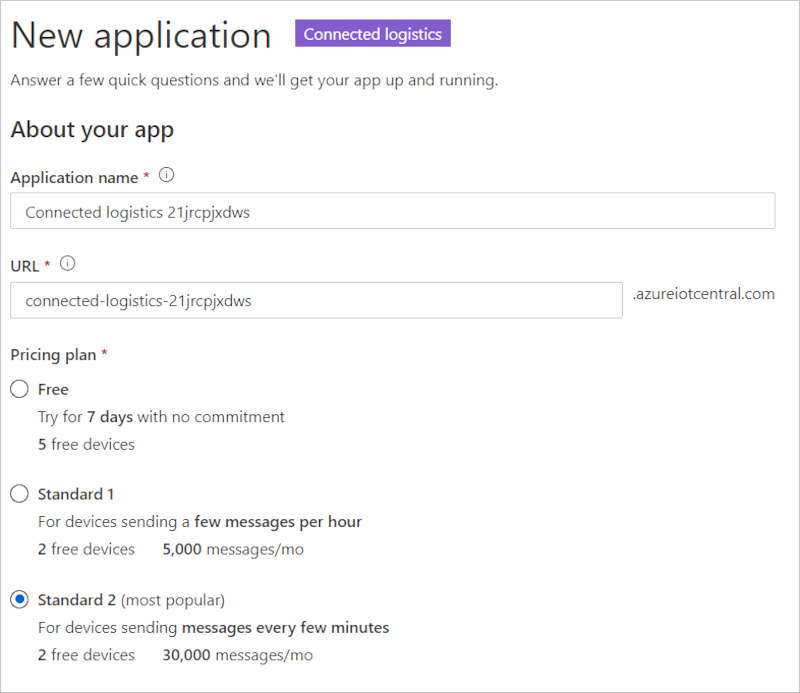 New application Connected logistics
Answer a few quick questions and we'll get your app up and running.
About your app
Application name *
Connected logistics 21jrcpjxdws
URL *
connected-logistics-21jrcpjxdws .azureiotcentral.com
Pricing plan *
Free
Try for 7 days with no commitment
5 free devices
Standard 1
For devices sending a few messages per hour
2 free devices 5,000 messages/mo
Standard 2 (most popular)
For devices sending messages every few minutes
2 free devices 30,000 messages/mo